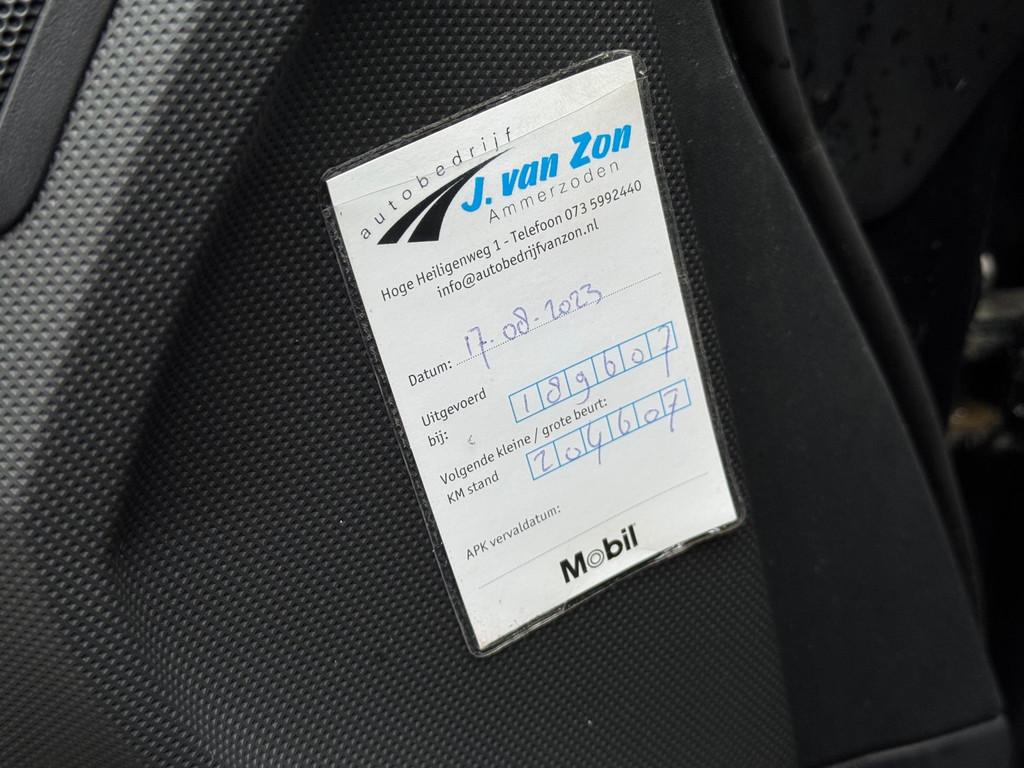 autobedrijf
J. van Zon
Ammerzoden
Hoge Heiligenweg 1 - Telefoon 073 5992440
info@autobedrijfvanzon.nl
Datum: 17-08-2023
Uitgevoerd
bij: 189607
Volgende kleine / grote beurt:
KM stand 204607
APK vervaldatum:
Mobil